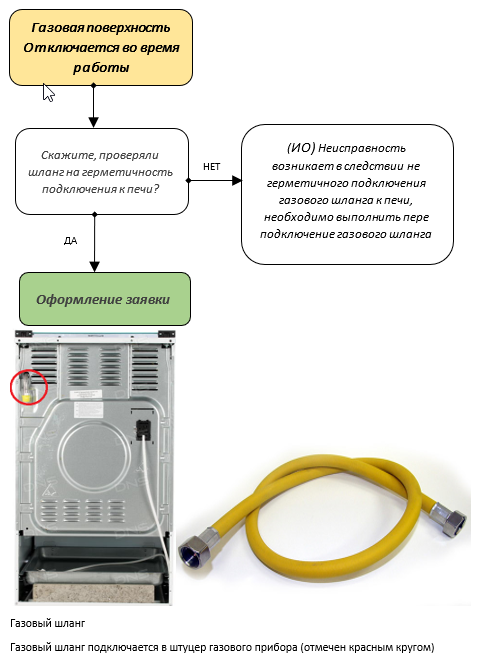 Газовая поверхность
Отключается во время
работы
Скажите, проверяли
шланг на герметичность
подключения к печи?
НЕТ
(ИО) Неисправность
возникает в следствии не
герметичного подключения
газового шланга к печи,
необходимо выполнить пере
подключение газового шланга
ДА
Оформление заявки
Газовый шланг
Газовый шланг подключается в штуцер газового прибора (отмечен красным кругом)